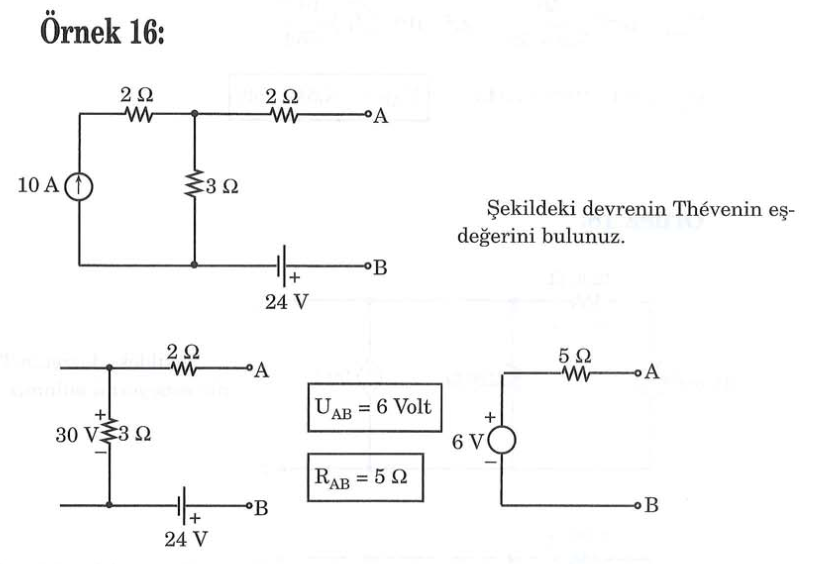 Örnek 16:
2 Ω
2 Ω
A
10 A
3 Ω
Şekildeki devrenin Thévenin eş-
değerini bulunuz.
B
+
24 V
2 Ω
A
+
30 V
3 Ω
–
B
+
24 V
U_AB = 6 Volt
R_AB = 5 Ω
5 Ω
A
+
6 V
–
B